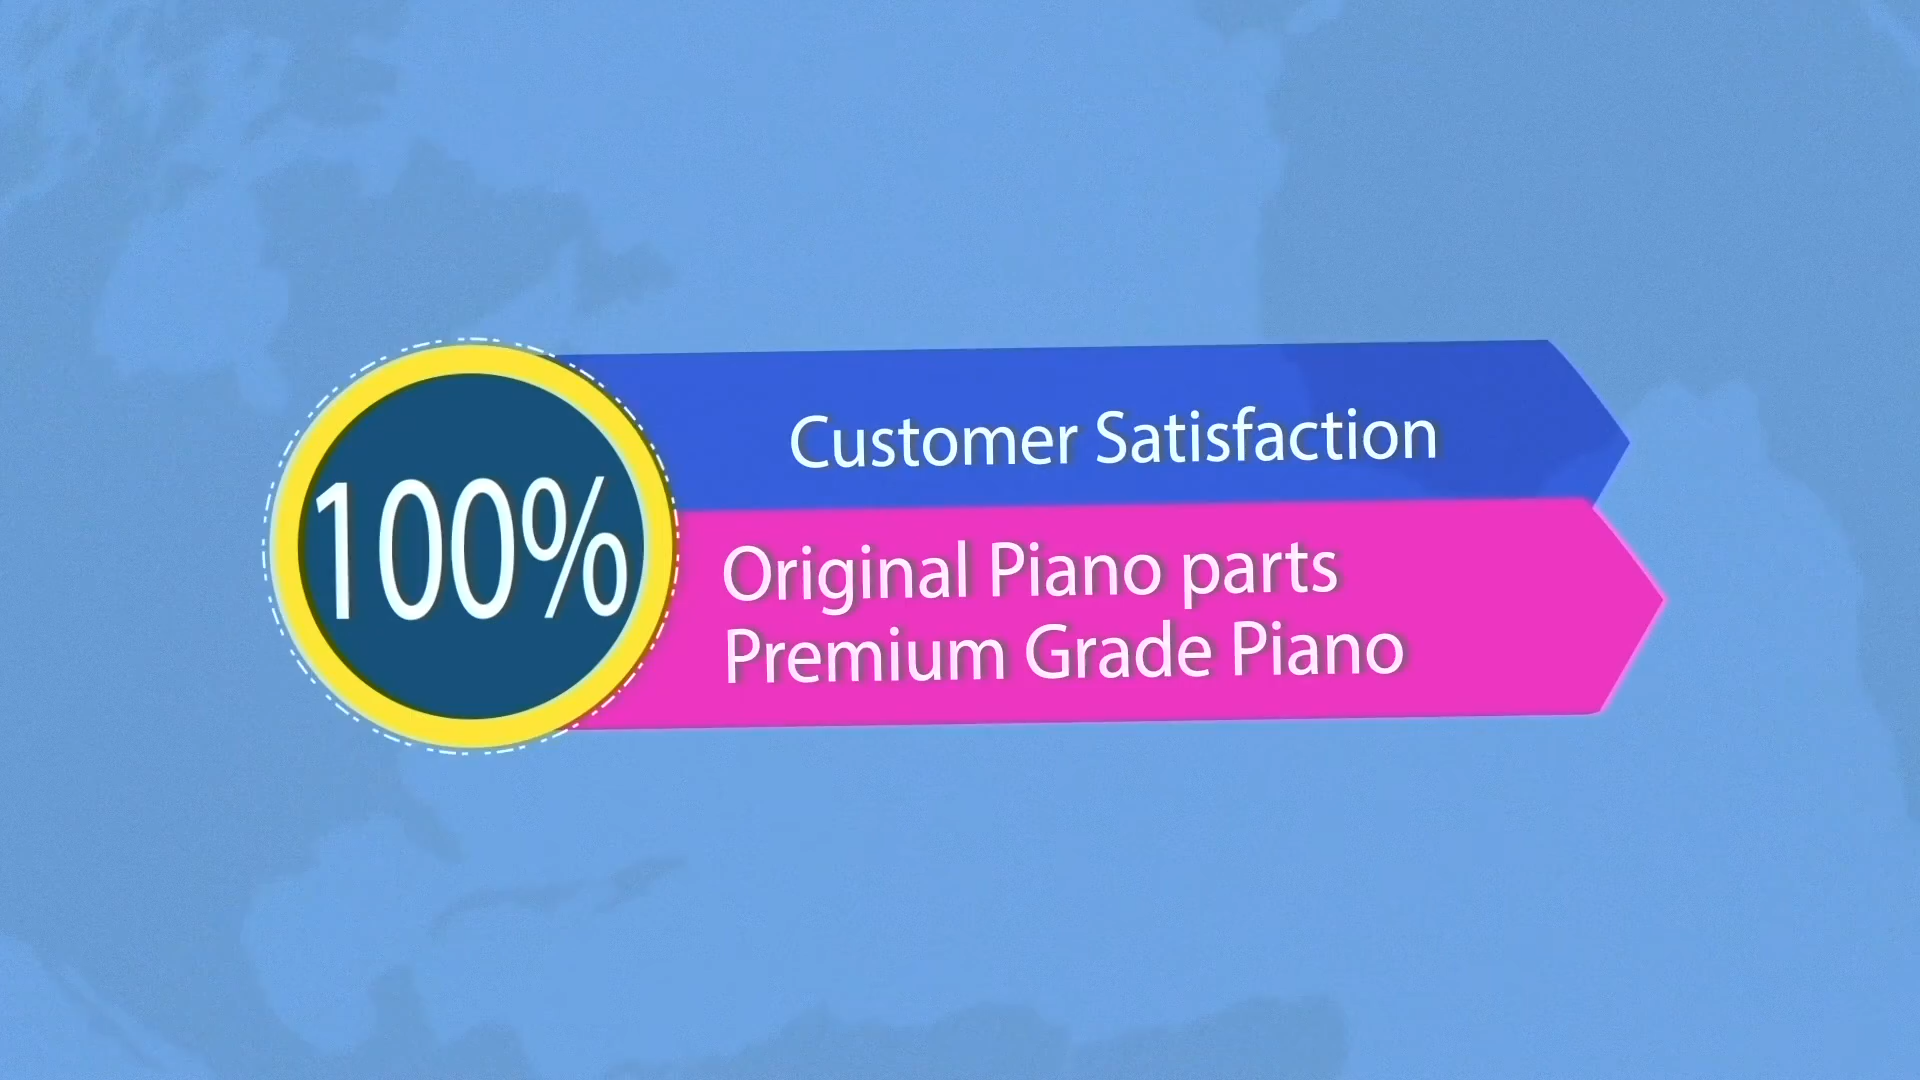 100%
Customer Satisfaction
Original Piano parts
Premium Grade Piano